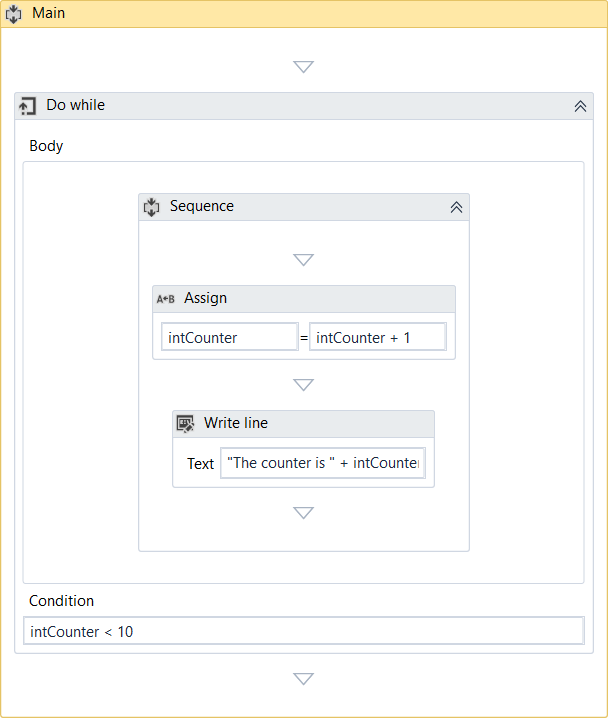 Main
Do while
Body
Sequence
A B Assign
intCounter = intCounter + 1
Write line
Text "The counter is " + intCounter
Condition
intCounter < 10